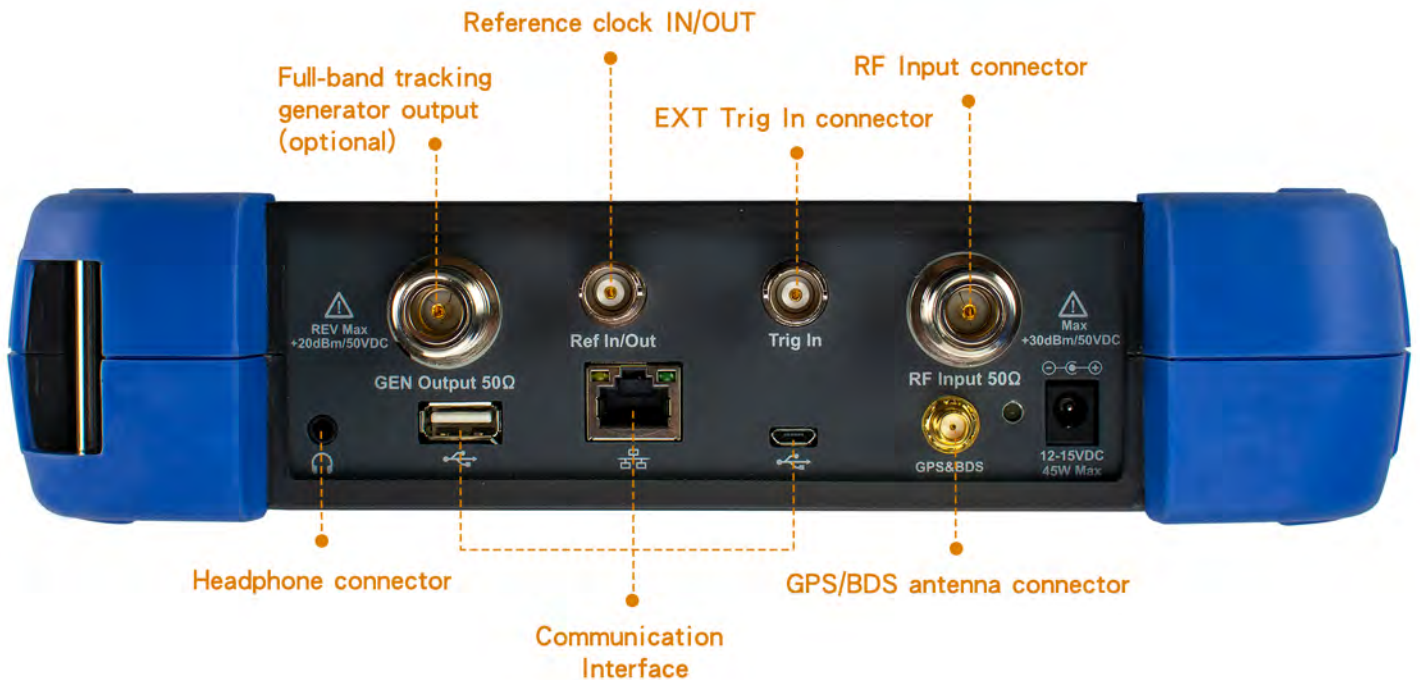 Reference clock IN/OUT
Full-band tracking
generator output
(optional)
RF Input connector
EXT Trig In connector
REV Max
+20dBm/50VDC
GEN Output 50Ω
Ref In/Out
Trig In
RF Input 50Ω
Max
+30dBm/50VDC
GPS&BDS
12-15VDC
45W Max
Headphone connector
Communication
Interface
GPS/BDS antenna connector